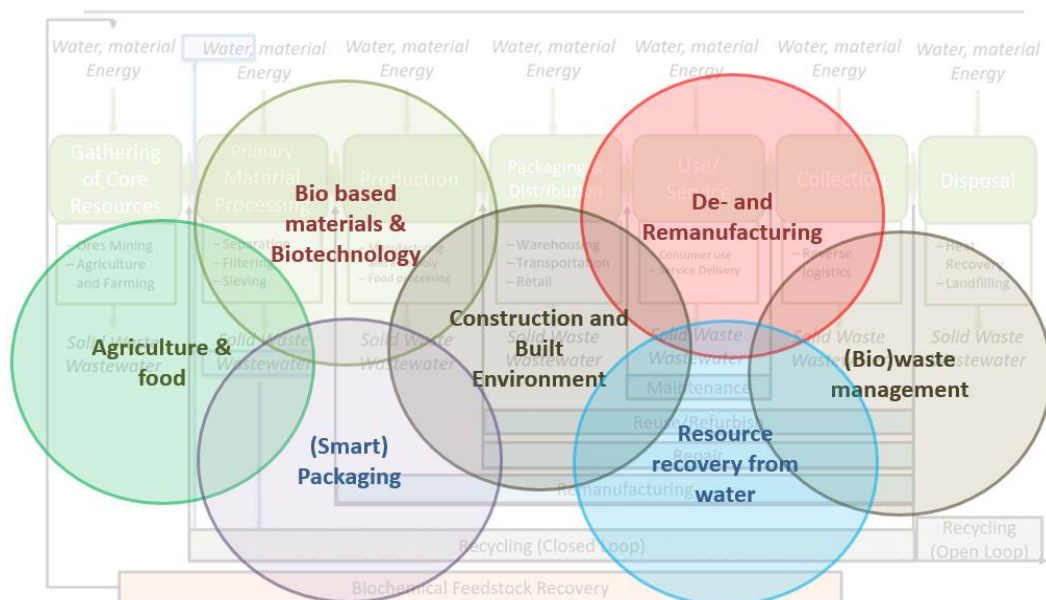 Water, material
Energy
Water, material
Energy
Water, material
Energy
Water, material
Energy
Water, material
Energy
Water, material
Energy
Water, material
Energy
Gathering
of Core
Resources
Primary
Material
Processing
Production
Packaging &
Distribution
Use/
Service
Collection
Disposal
– Ores Mining
– Agriculture
and Farming
– Separation
– Filtering
– Sieving
– Manufacturing
and Assembly
– Food processing
– Warehousing
– Transportation
– Retail
Consumer use
– Service Delivery
– Reverse
logistics
– Heat
Recovery
– Landfilling
Solid Waste
Wastewater
Solid Waste
Wastewater
Solid Waste
Wastewater
Solid Waste
Wastewater
Solid Waste
Wastewater
Solid Waste
Wastewater
Solid Waste
Wastewater
Bio based
materials &
Biotechnology
De- and
Remanufacturing
Agriculture &
food
Construction and
Built
Environment
(Bio)waste
management
(Smart)
Packaging
Resource
recovery from
water
Maintenance
Reuse/Refurbish
Repair
Remanufacturing
Recycling (Closed Loop)
Recycling
(Open Loop)
Biochemical Feedstock Recovery